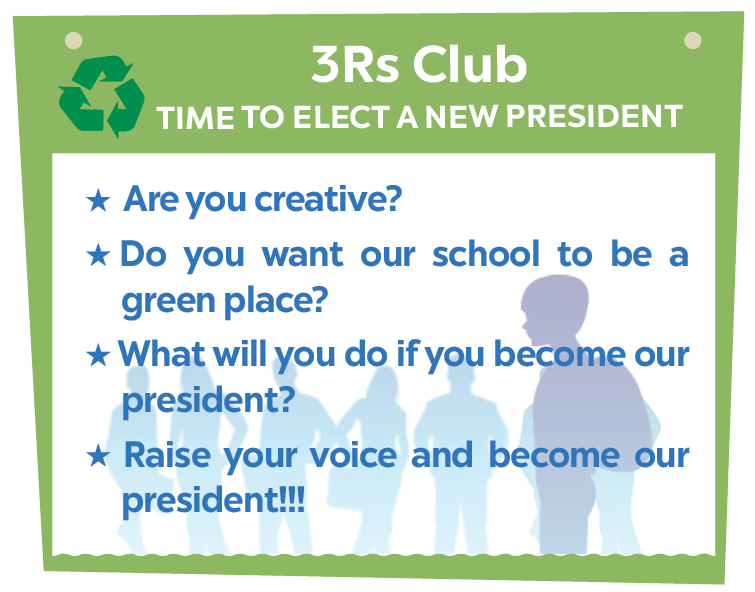 3Rs Club
TIME TO ELECT A NEW PRESIDENT
★ Are you creative?
★ Do you want our school to be a
green place?
★ What will you do if you become our
president?
★ Raise your voice and become our
president!!!